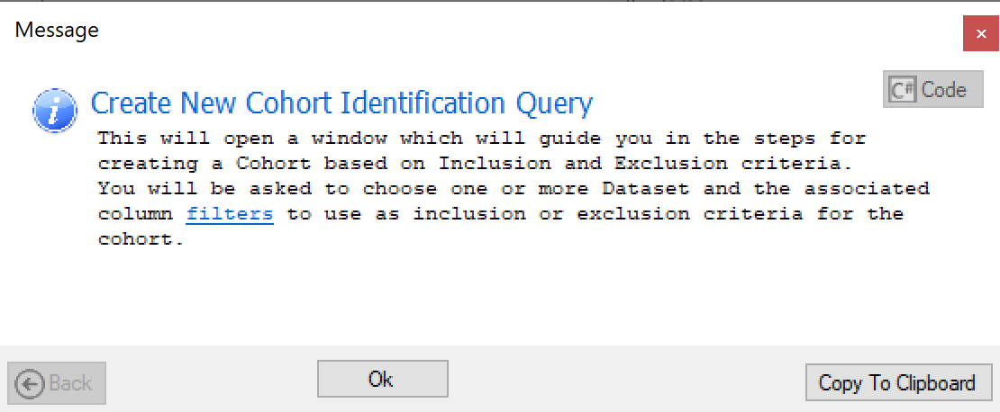 Message
C# Code
Create New Cohort Identification Query
This will open a window which will guide you in the steps for
creating a Cohort based on Inclusion and Exclusion criteria.
You will be asked to choose one or more Dataset and the associated
column filters to use as inclusion or exclusion criteria for the
cohort.
Back
Ok
Copy To Clipboard